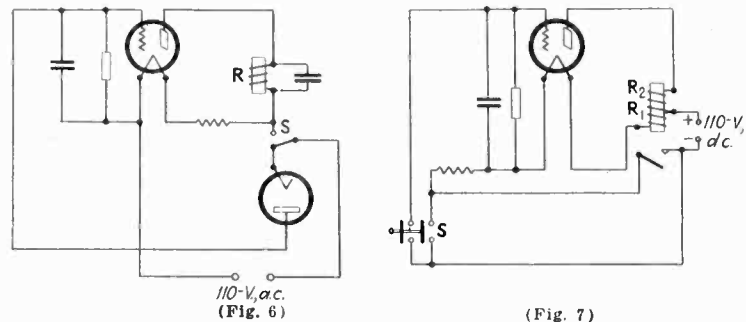 R
S
110-V, a.c.
(Fig. 6)
R2
R1
+
110-V,
-
d.c.
S
(Fig. 7)